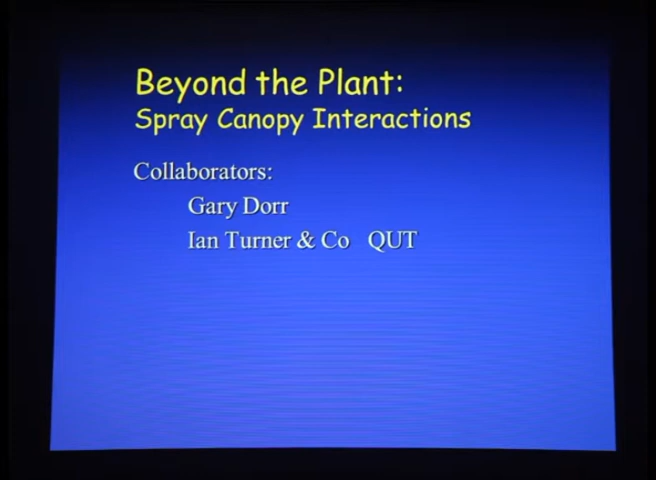 Beyond the Plant:
Spray Canopy Interactions
Collaborators:
Gary Dorr
Ian Turner & Co QUT